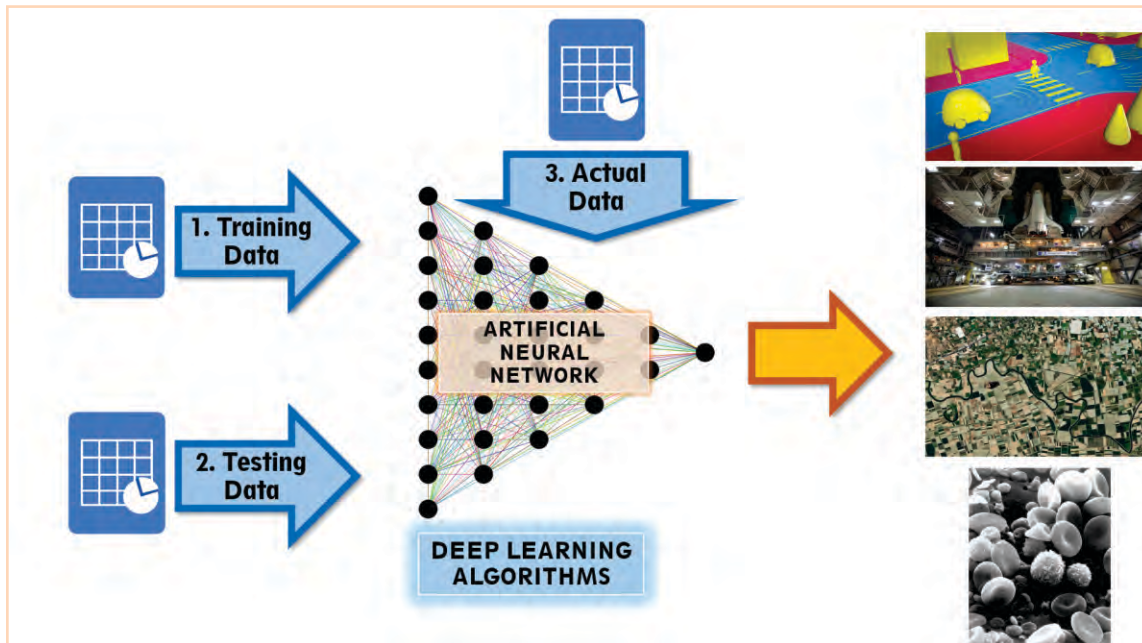 3. Actual
Data
1. Training
Data
ARTIFICIAL
NEURAL
NETWORK
2. Testing
Data
DEEP LEARNING
ALGORITHMS